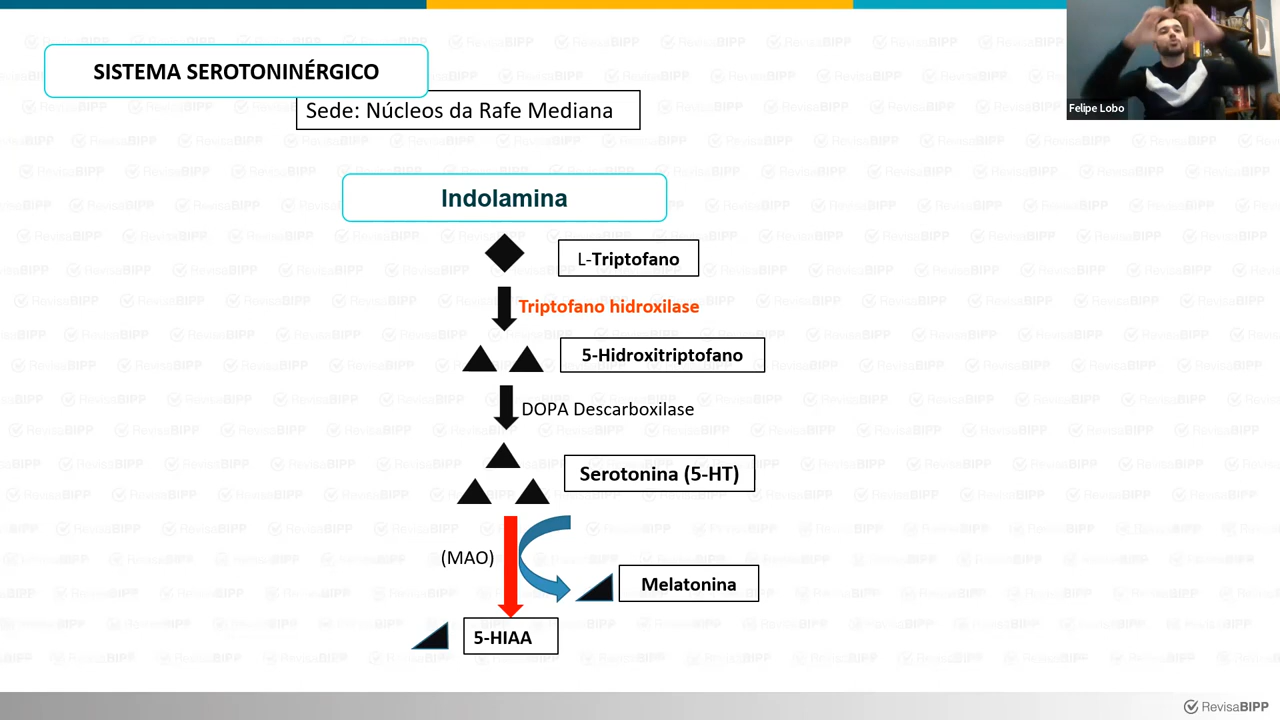 SISTEMA SEROTONINÉRGICO
Felipe Lobo
Sede: Núcleos da Rafe Mediana
Indolamina
L-Triptofano
Triptofano hidroxilase
5-Hidroxitriptofano
DOPA Descarboxilase
Serotonina (5-HT)
(MAO)
Melatonina
5-HIAA
RevisaBIPP